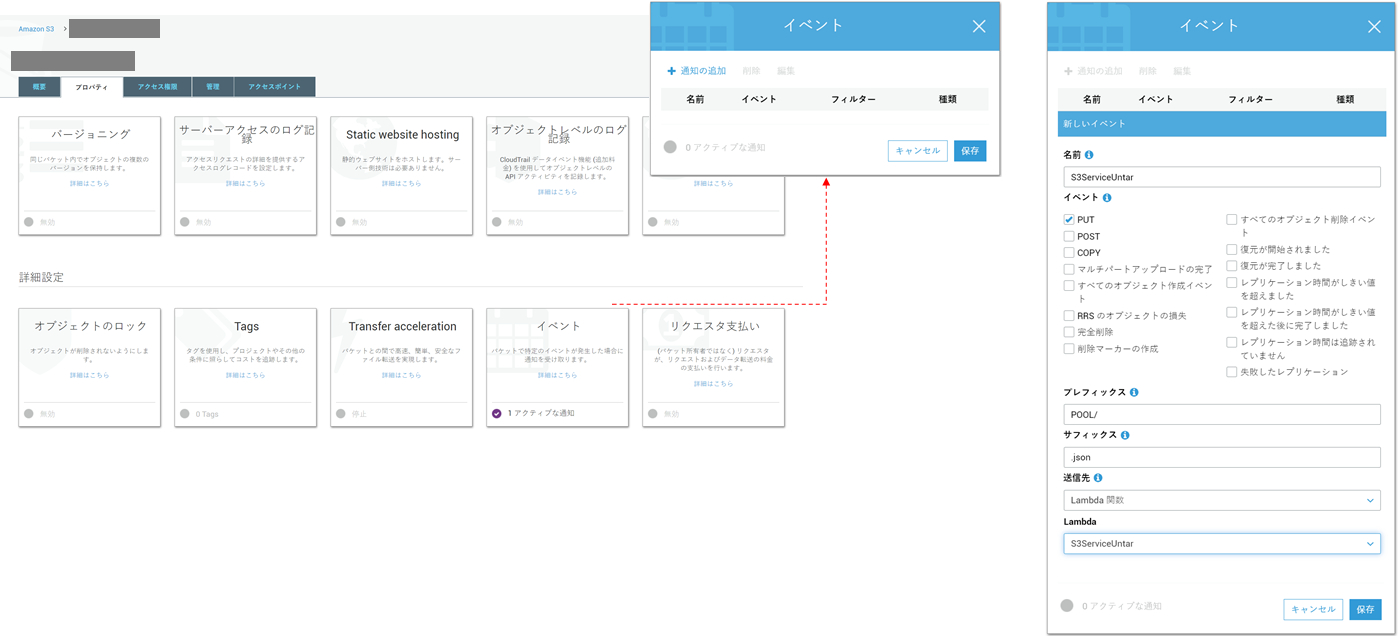 Amazon S3 >
概要 プロパティ アクセス権限 管理 アクセスポイント
バージョニング
同じバケット内でオブジェクトの複数の
バージョンを保持します。
詳細はこちら
無効
サーバーアクセスのログ記
録
アクセスリクエストの詳細を提供するアク
セスログレコードを設定します。
詳細はこちら
無効
Static website hosting
静的ウェブサイトをホストします。サー
バー側技術は必要ありません。
詳細はこちら
無効
オブジェクトレベルのログ
記録
CloudTrail データイベント機能 (追加料
金) を使用してオブジェクトレベルの
API アクティビティを記録します。
詳細はこちら
無効
詳細はこちら
無効
詳細設定
オブジェクトのロック
オブジェクトが削除されないようにしま
す。
詳細はこちら
無効
Tags
タグを使用し、プロジェクトやその他の
条件に照らしてコストを追跡します。
詳細はこちら
0 Tags
Transfer acceleration
バケットとの間で高速、簡単、安全なフ
ァイル転送を実現します。
詳細はこちら
停止
イベント
バケットで特定のイベントが発生した場合に
通知を受け取ります。
詳細はこちら
1 アクティブな通知
リクエスタ支払い
(バケット所有者ではなく) リクエスタ
が、リクエストおよびデータ転送の料金
の支払いを行います。
詳細はこちら
無効
イベント
通知の追加 削除 編集
名前 イベント フィルター 種類
0 アクティブな通知
キャンセル 保存
イベント
通知の追加 削除 編集
名前 イベント フィルター 種類
新しいイベント
名前
S3ServiceUntar
イベント
PUT
POST
COPY
マルチパートアップロードの完了
すべてのオブジェクト作成イベン
ト
RRS のオブジェクトの損失
完全削除
削除マーカーの作成
すべてのオブジェクト削除イベン
ト
復元が開始されました
復元が完了しました
レプリケーション時間がしきい値
を超えました
レプリケーション時間がしきい値
を超えた後に完了しました
レプリケーション時間は追跡され
ていません
失敗したレプリケーション
プレフィックス
POOL/
サフィックス
.json
送信先
Lambda 関数
Lambda
S3ServiceUntar
0 アクティブな通知
キャンセル 保存